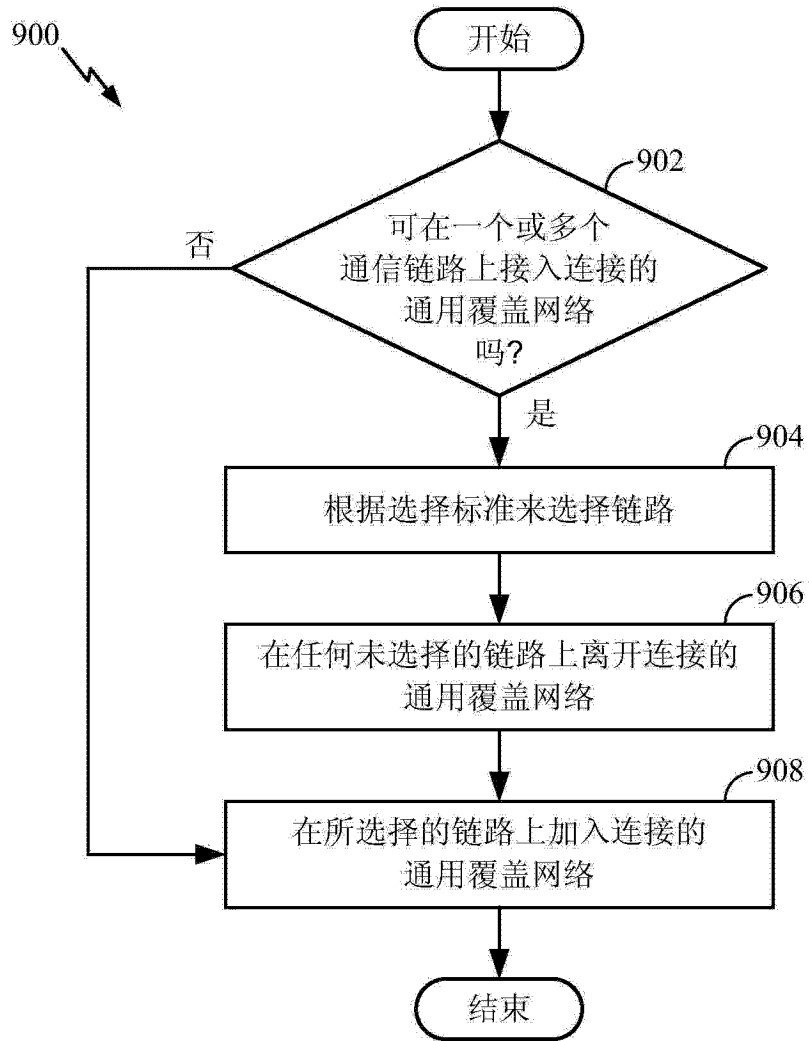 900
开始
902
可在一个或多个
通信链路上接入连接的
通用覆盖网络
吗?
否
是
904
根据选择标准来选择链路
906
在任何未选择的链路上离开连接的
通用覆盖网络
908
在所选择的链路上加入连接的
通用覆盖网络
结束